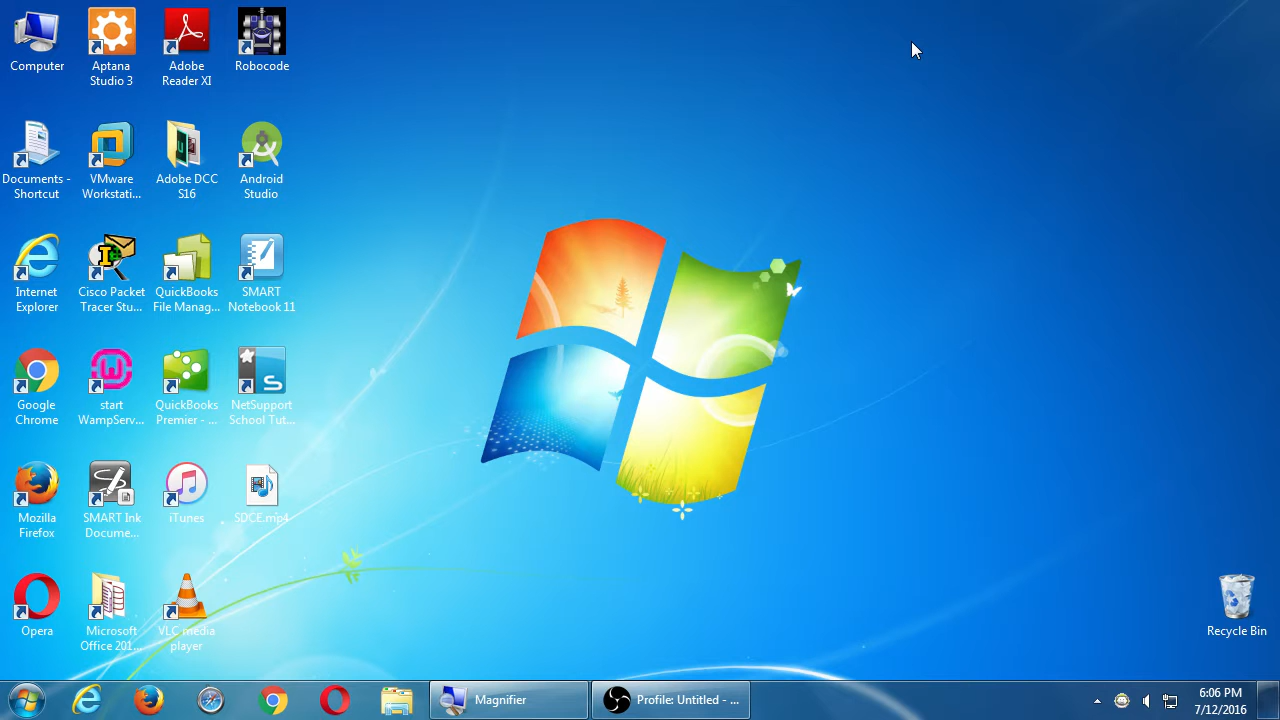 Computer
Aptana
Studio 3
Adobe
Reader XI
Robocode
Documents -
Shortcut
VMware
Workstati...
Adobe DCC
S16
Android
Studio
Internet
Explorer
Cisco Packet
Tracer Stu...
QuickBooks
File Manag...
SMART
Notebook 11
Google
Chrome
start
WampServ...
QuickBooks
Premier - ...
NetSupport
School Tut...
Mozilla
Firefox
SMART Ink
Docume...
iTunes
SDCE.mp4
Opera
Microsoft
Office 201...
VLC media
player
Recycle Bin
Magnifier
Profile: Untitled - ...
6:06 PM
7/12/2016